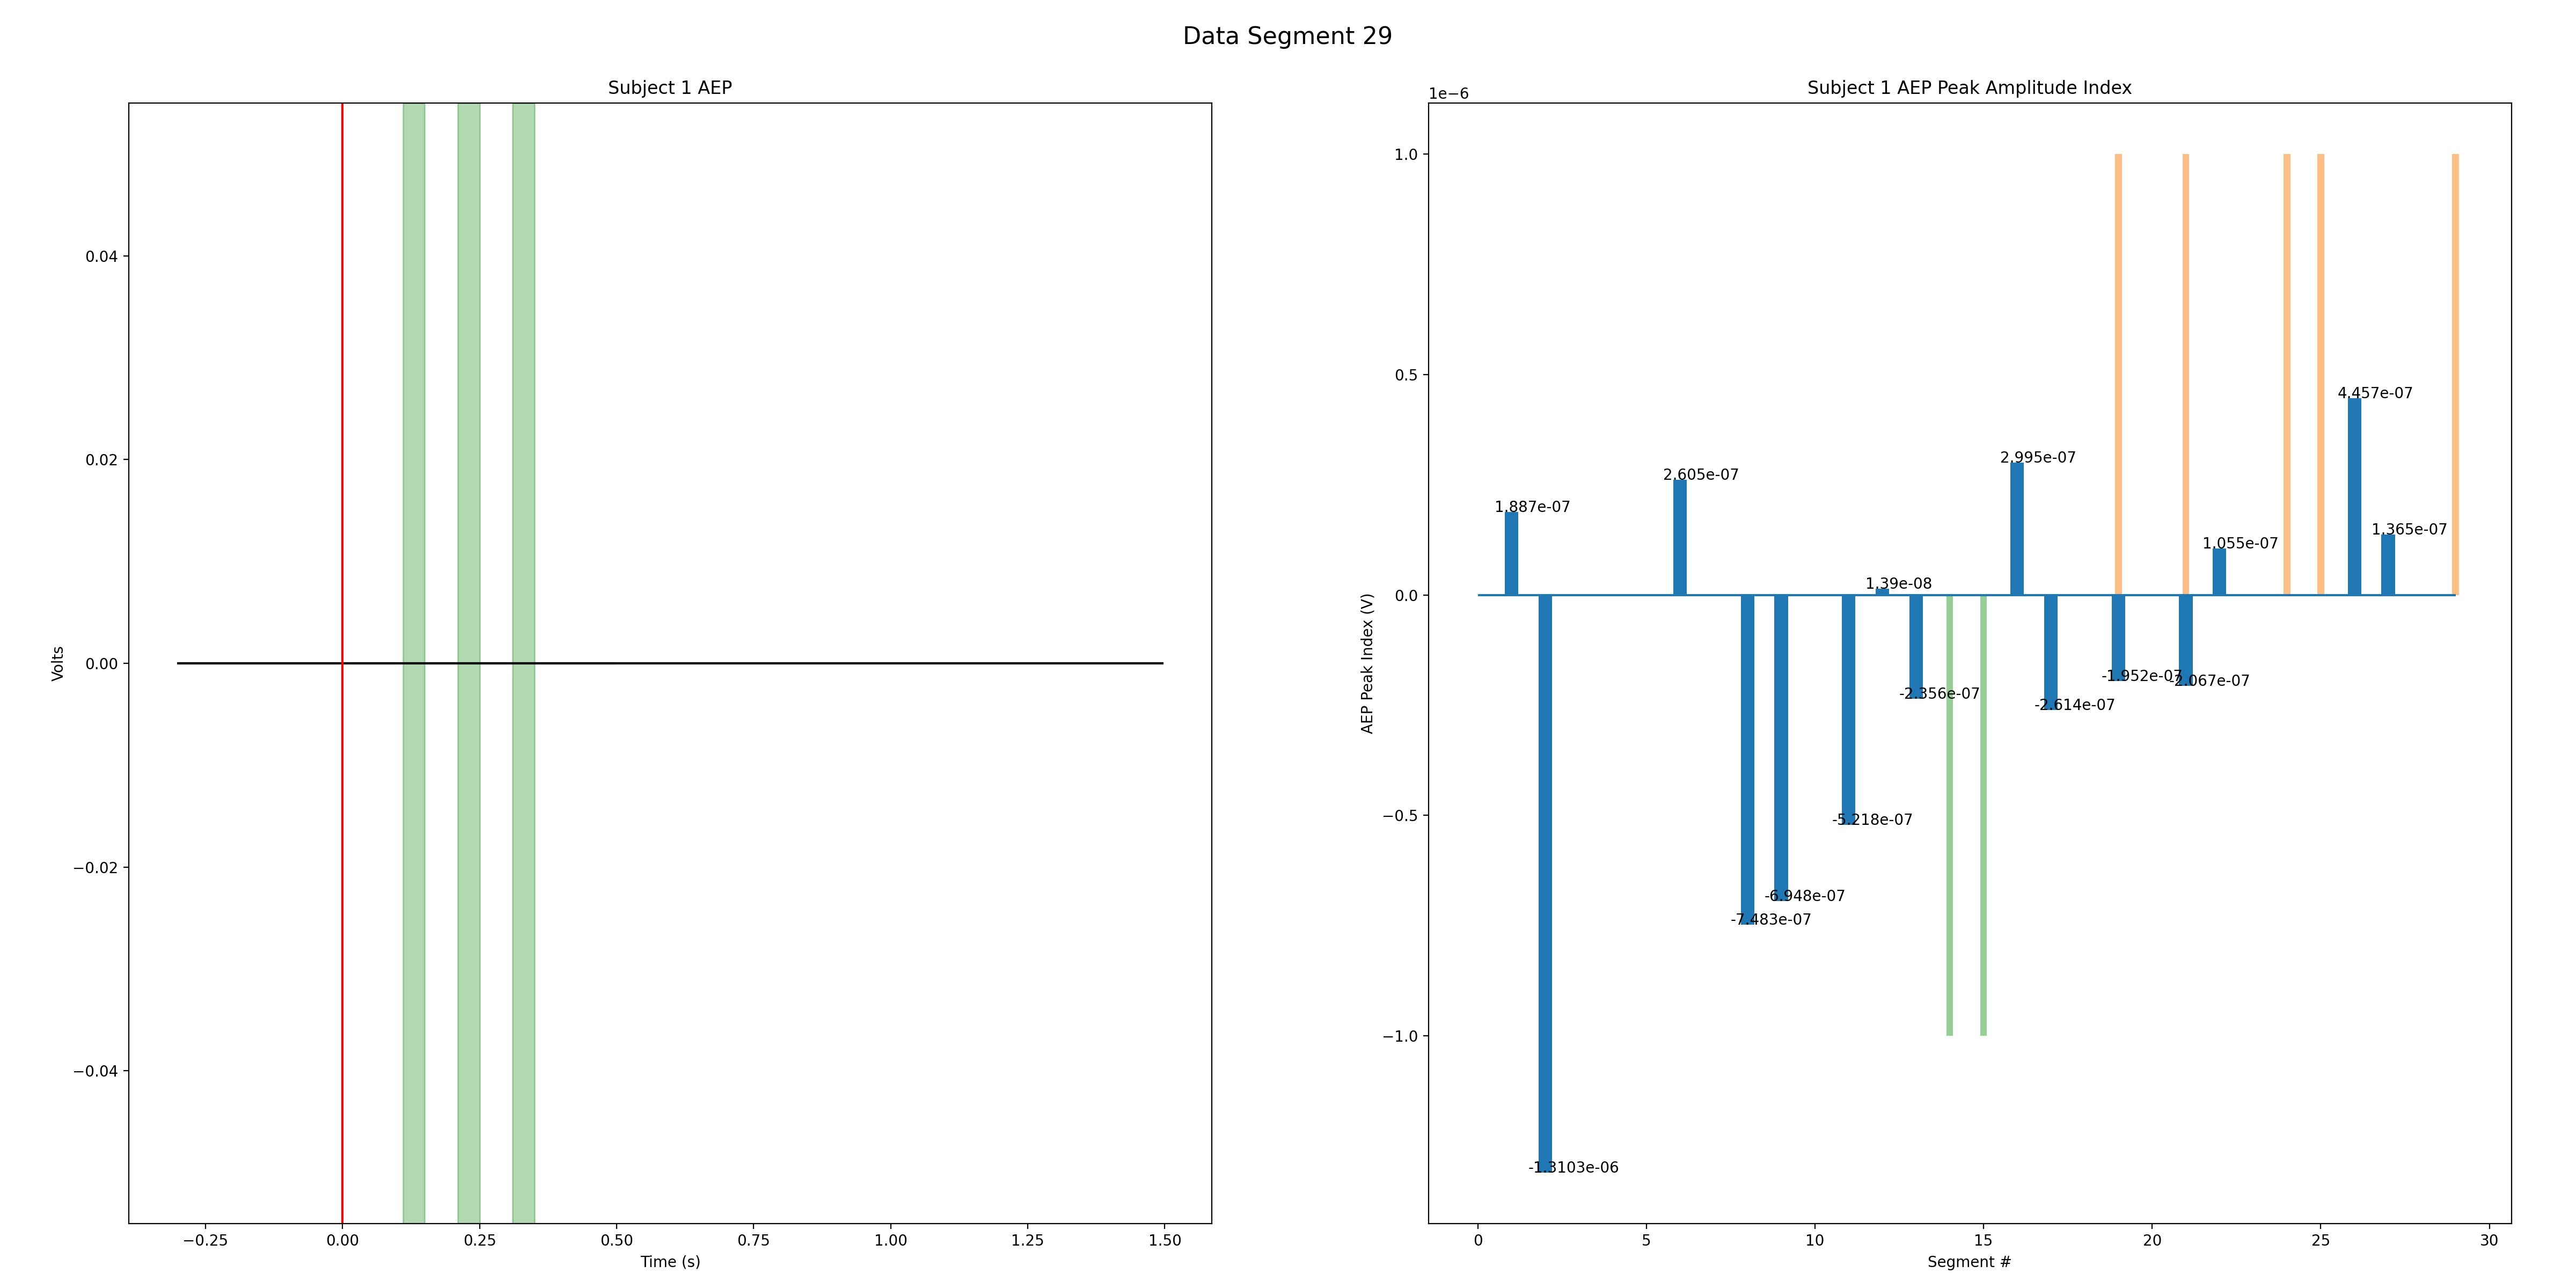 Data Segment 29
Subject 1 AEP
Volts
0.04
0.02
0.00
−0.02
−0.04
−0.25
0.00
0.25
0.50
0.75
1.00
1.25
1.50
Time (s)
Subject 1 AEP Peak Amplitude Index
1e−6
AEP Peak Index (V)
1.0
0.5
0.0
−0.5
−1.0
1.887e-07
-1.3103e-06
2.605e-07
-7.483e-07
-6.948e-07
-5.218e-07
1.39e-08
-2.356e-07
2.995e-07
-2.614e-07
-1.952e-07
-2.067e-07
1.055e-07
4.457e-07
1.365e-07
0
5
10
15
20
25
30
Segment #